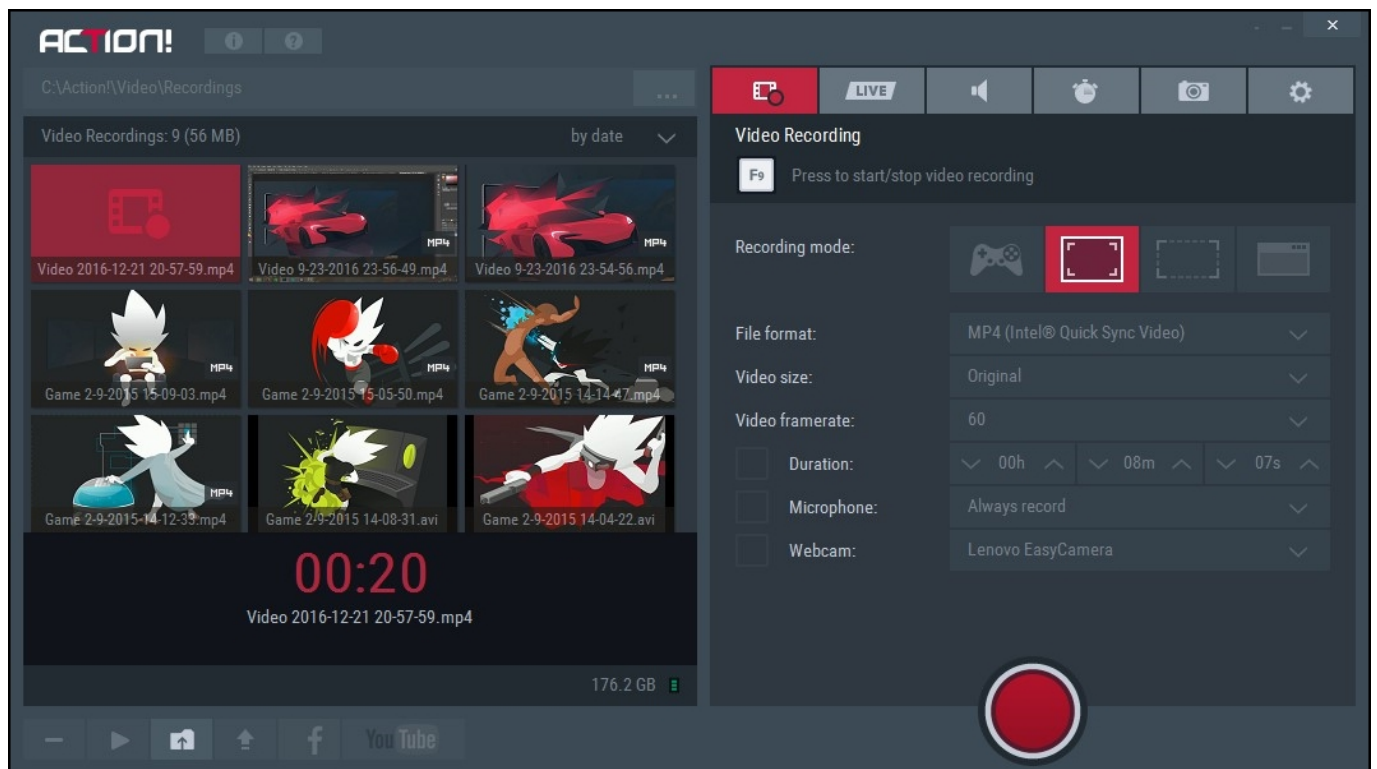 ACTION!
C:\Action!\Video\Recordings
...
Video Recordings: 9 (56 MB)
by date
Video 2016-12-21 20-57-59.mp4
MP4
Video 9-23-2016 23-56-49.mp4
MP4
Video 9-23-2016 23-54-56.mp4
MP4
Game 2-9-2015 15-09-03.mp4
MP4
Game 2-9-2015 15-05-50.mp4
MP4
Game 2-9-2015 14-14-47.mp4
MP4
Game 2-9-2015-14-12-33.mp4
Game 2-9-2015 14-08-31.avi
Game 2-9-2015 14-04-22.avi
00:20
Video 2016-12-21 20-57-59.mp4
176.2 GB
f
You Tube
LIVE
Video Recording
F9
Press to start/stop video recording
Recording mode:
File format:
MP4 (Intel® Quick Sync Video)
Video size:
Original
Video framerate:
60
Duration:
00h
08m
07s
Microphone:
Always record
Webcam:
Lenovo EasyCamera